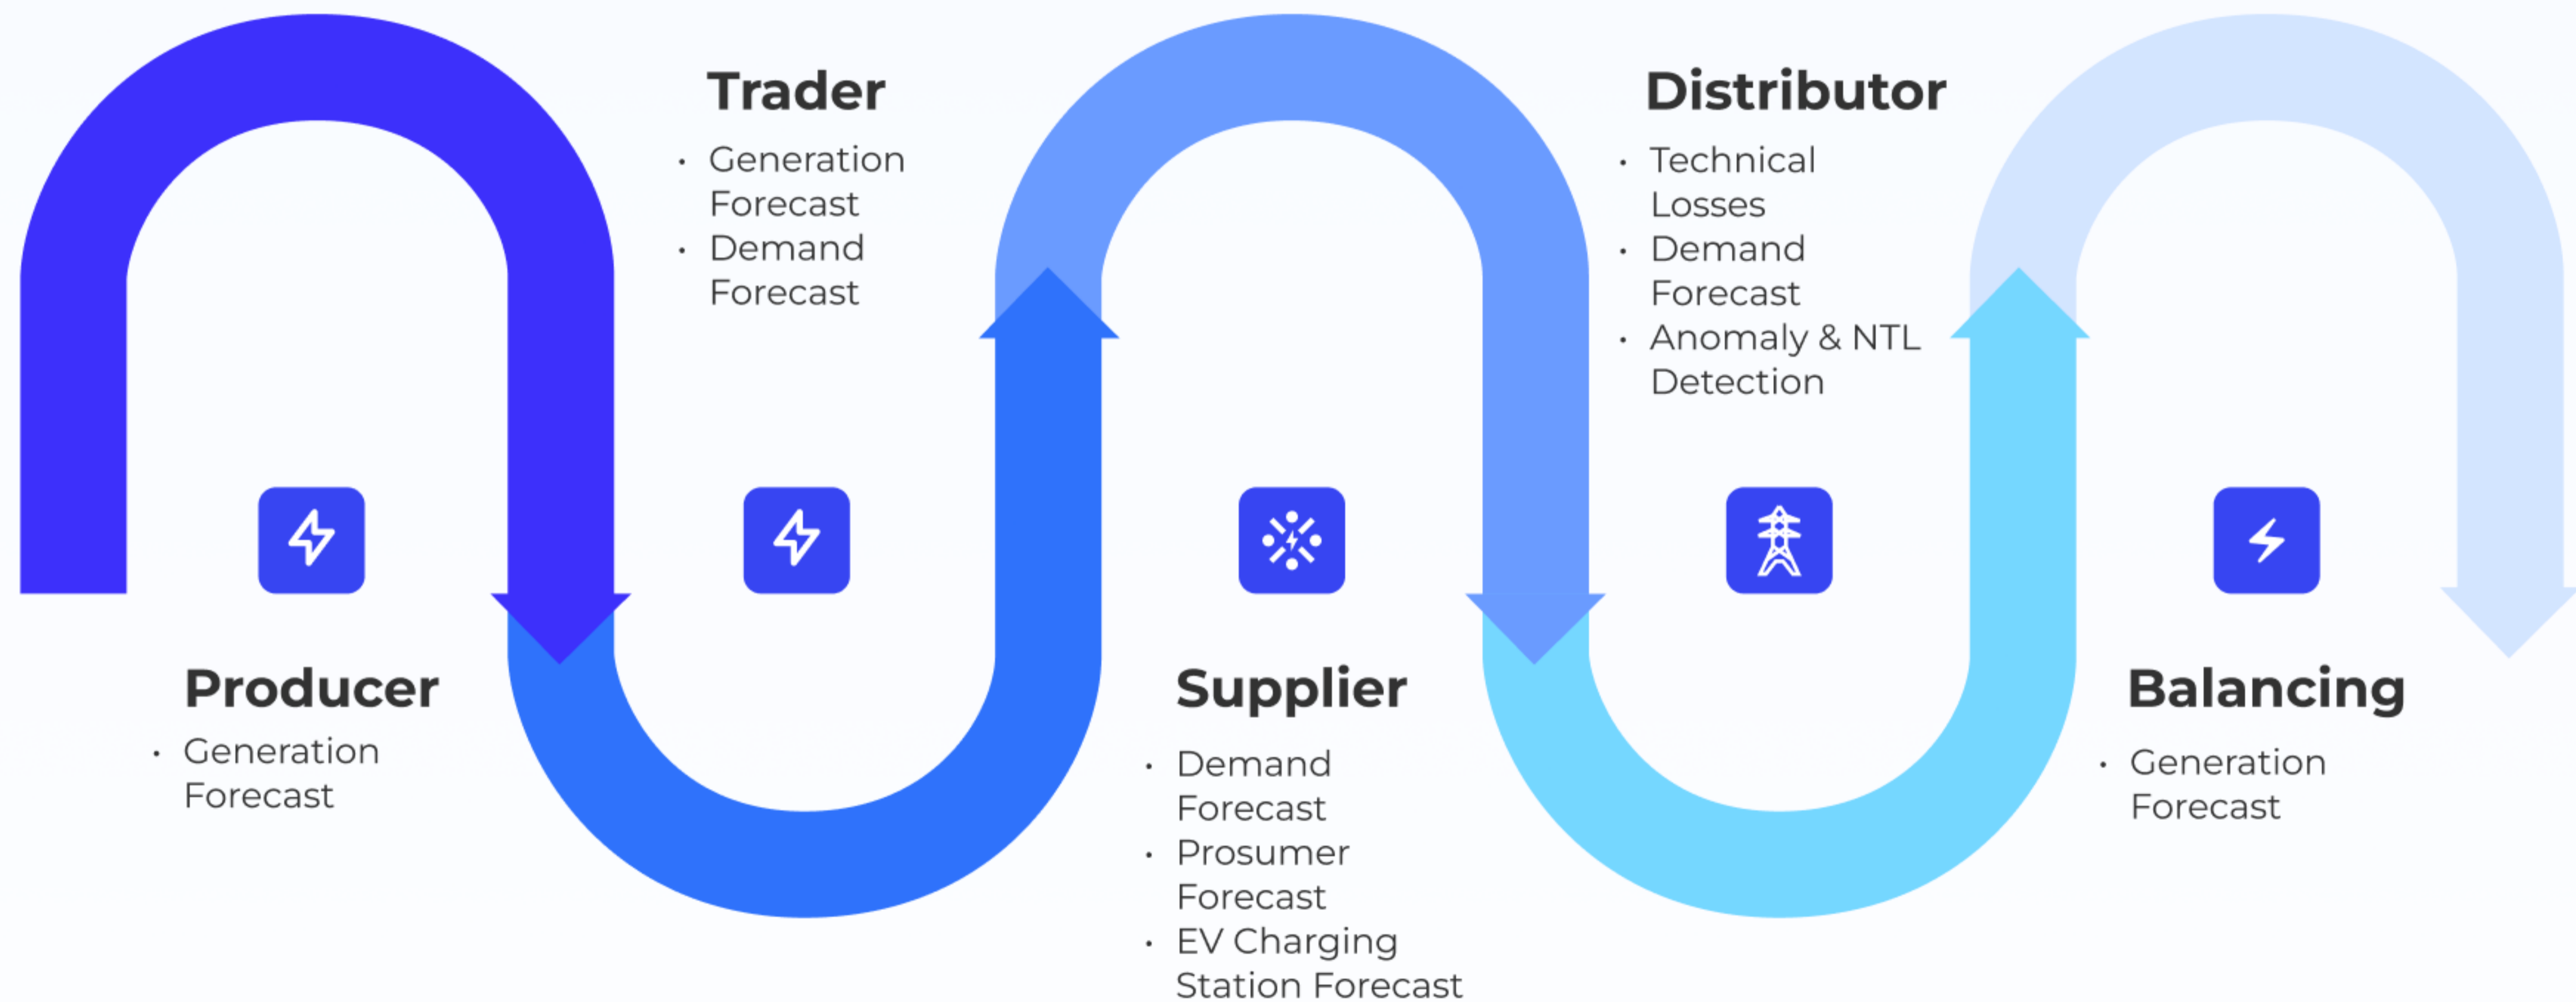 Producer
• Generation
Forecast
Trader
• Generation
Forecast
• Demand
Forecast
Supplier
• Demand
Forecast
• Prosumer
Forecast
• EV Charging
Station Forecast
Distributor
• Technical
Losses
• Demand
Forecast
• Anomaly & NTL
Detection
Balancing
• Generation
Forecast